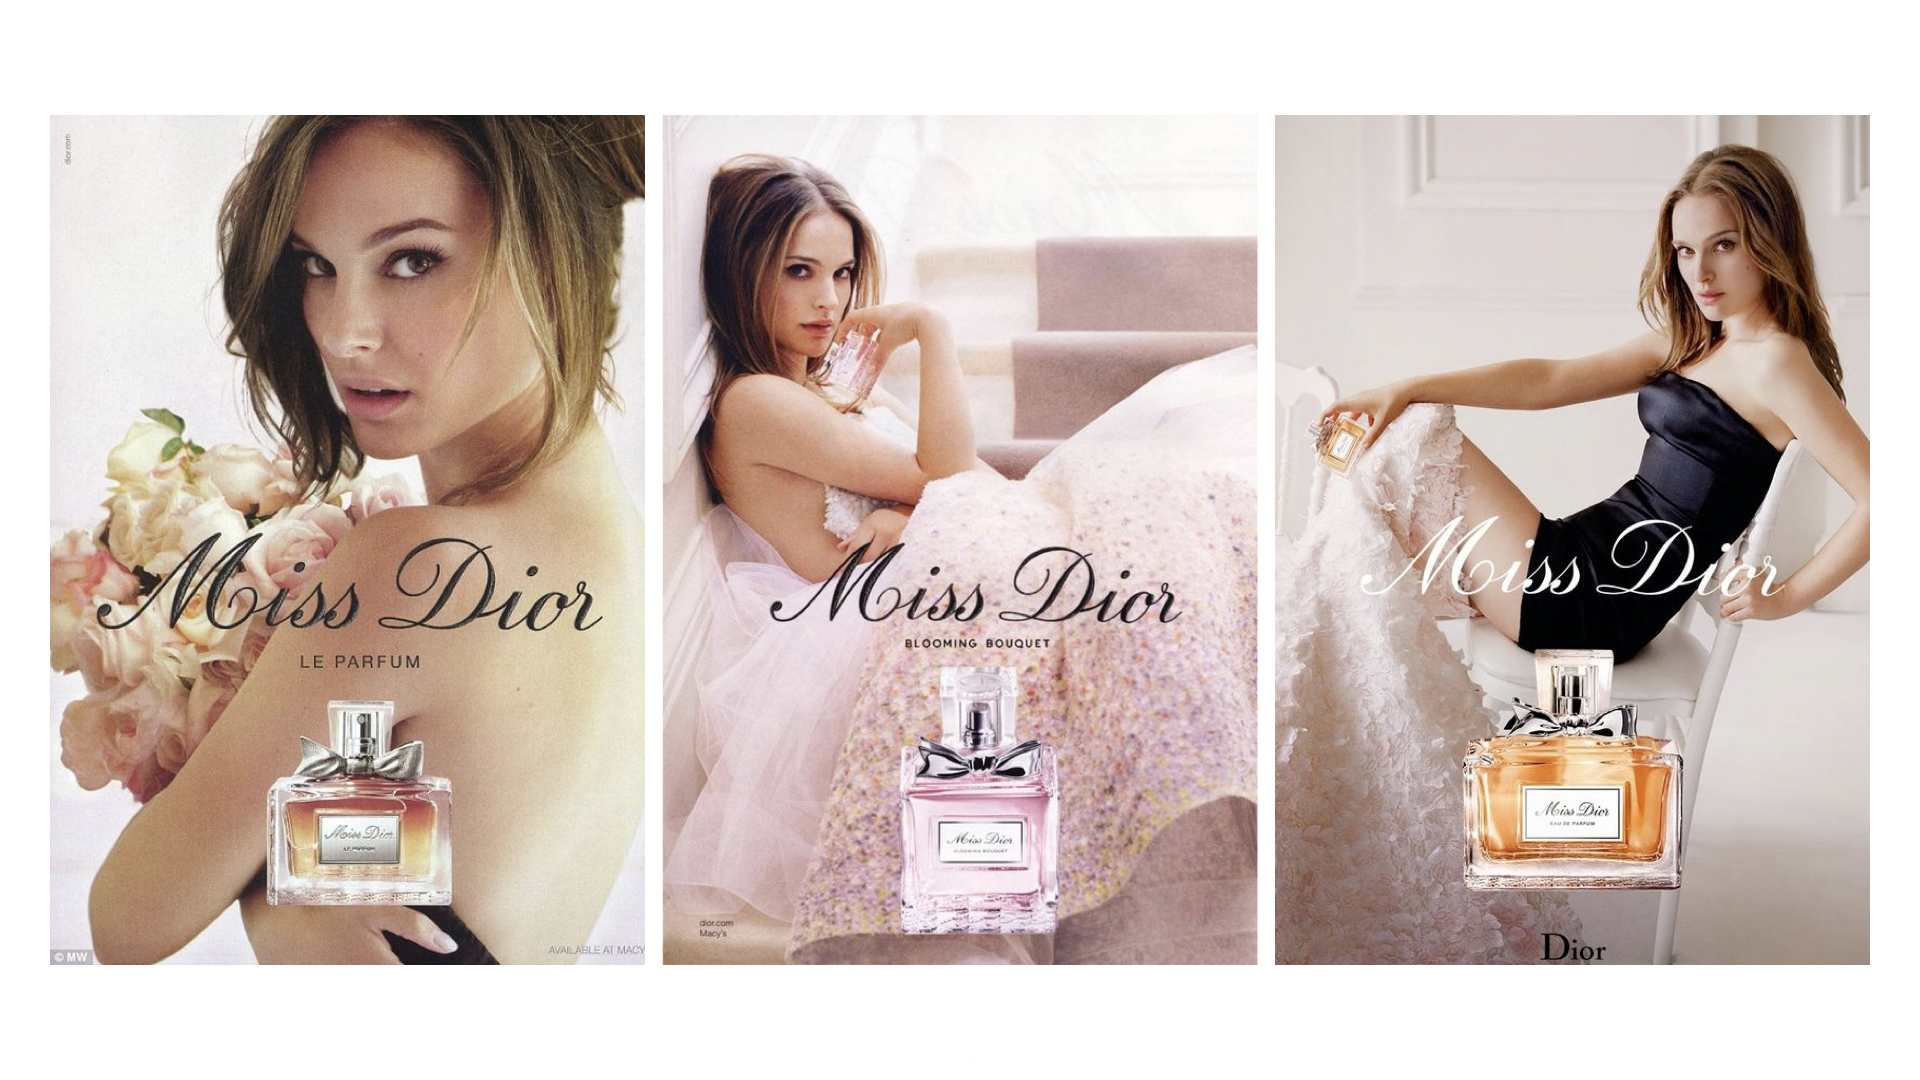 dior.com
Miss Dior
LE PARFUM
Miss Dior
LE PARFUM
© MW
AVAILABLE AT MACY
Miss Dior
BLOOMING BOUQUET
Miss Dior
BLOOMING BOUQUET
dior.com
Macy's
Miss Dior
Miss Dior
EAU DE PARFUM
Dior